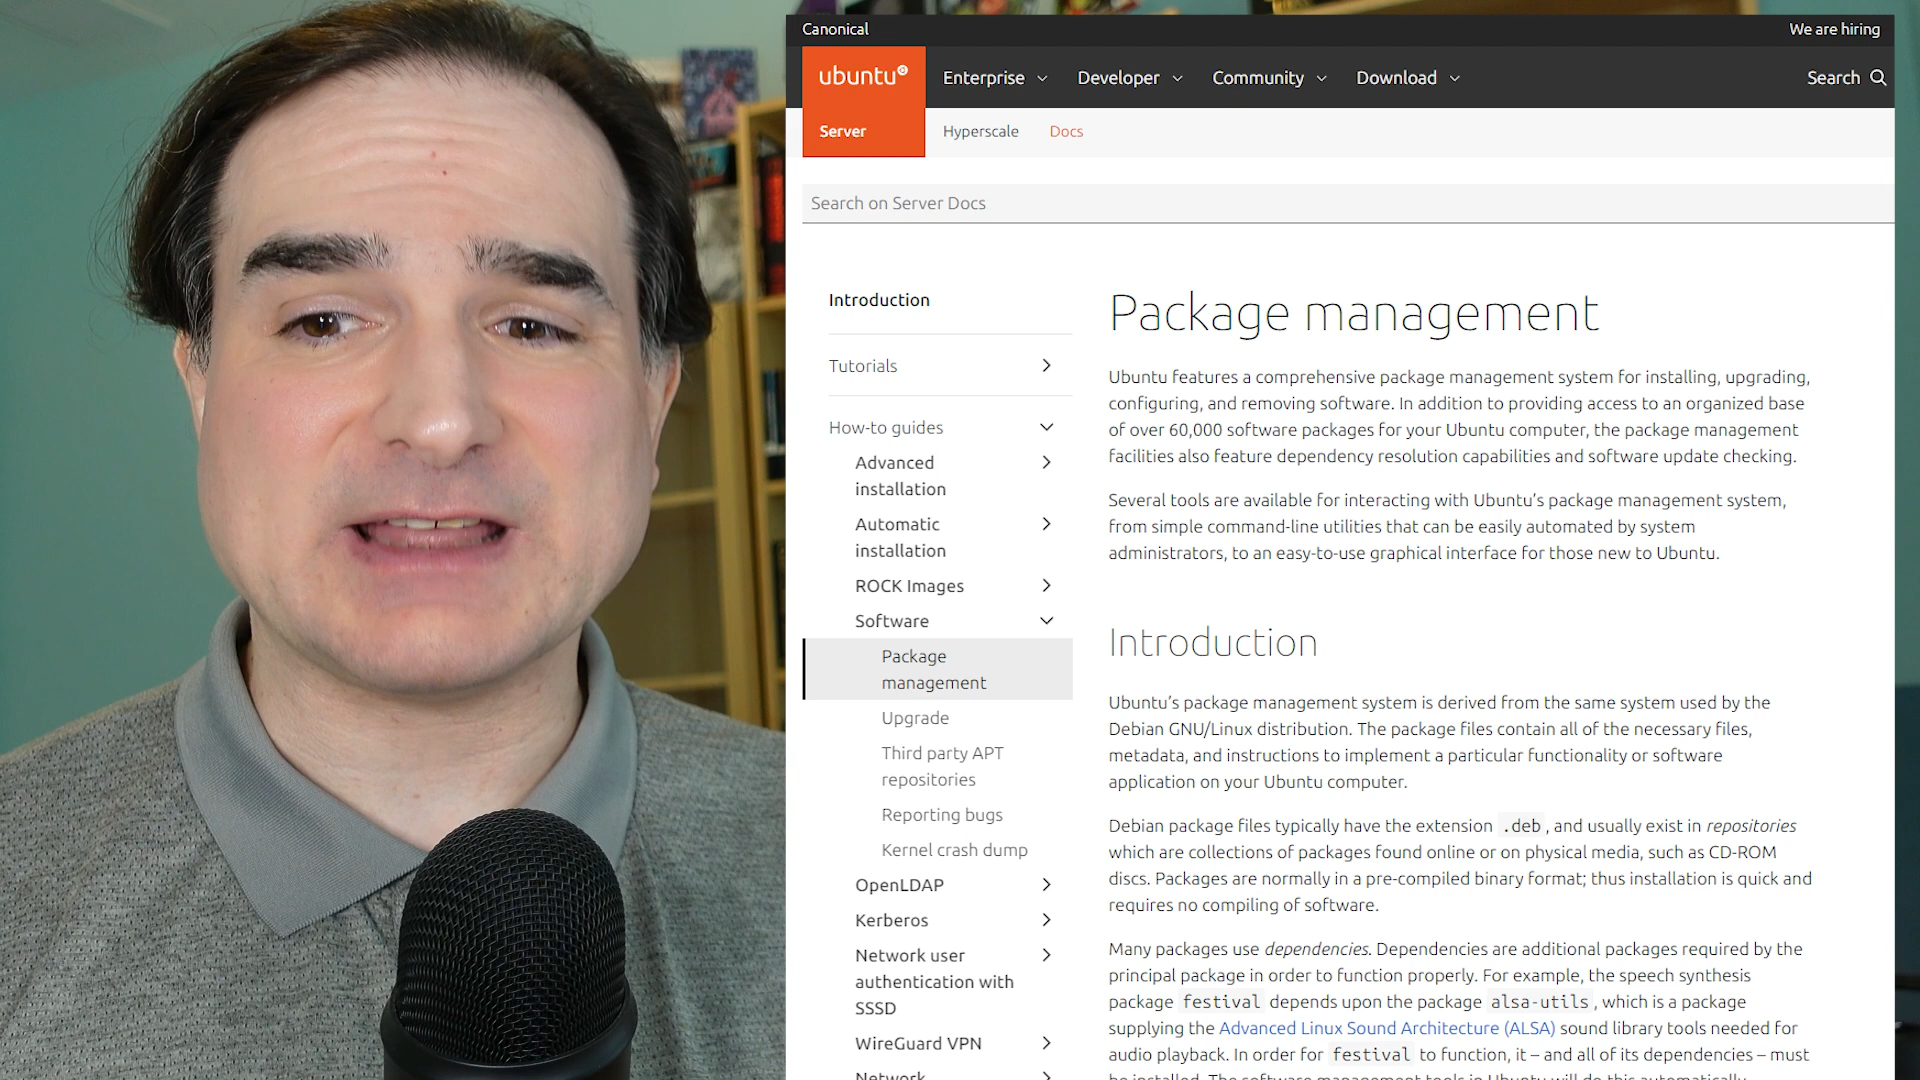 Canonical
We are hiring
ubuntu
Enterprise
Developer
Community
Download
Search
Server
Hyperscale
Docs
Search on Server Docs
Introduction
Tutorials
How-to guides
Advanced
installation
Automatic
installation
ROCK Images
Software
Package
management
Upgrade
Third party APT
repositories
Reporting bugs
Kernel crash dump
OpenLDAP
Kerberos
Network user
authentication with
SSSD
WireGuard VPN
Network
Package management
Ubuntu features a comprehensive package management system for installing, upgrading,
configuring, and removing software. In addition to providing access to an organized base
of over 60,000 software packages for your Ubuntu computer, the package management
facilities also feature dependency resolution capabilities and software update checking.
Several tools are available for interacting with Ubuntu’s package management system,
from simple command-line utilities that can be easily automated by system
administrators, to an easy-to-use graphical interface for those new to Ubuntu.
Introduction
Ubuntu’s package management system is derived from the same system used by the
Debian GNU/Linux distribution. The package files contain all of the necessary files,
metadata, and instructions to implement a particular functionality or software
application on your Ubuntu computer.
Debian package files typically have the extension .deb, and usually exist in repositories
which are collections of packages found online or on physical media, such as CD-ROM
discs. Packages are normally in a pre-compiled binary format; thus installation is quick and
requires no compiling of software.
Many packages use dependencies. Dependencies are additional packages required by the
principal package in order to function properly. For example, the speech synthesis
package festival depends upon the package alsa-utils, which is a package
supplying the Advanced Linux Sound Architecture (ALSA) sound library tools needed for
audio playback. In order for festival to function, it – and all of its dependencies – must
be installed. The software management tools in Ubuntu will do this automatically.